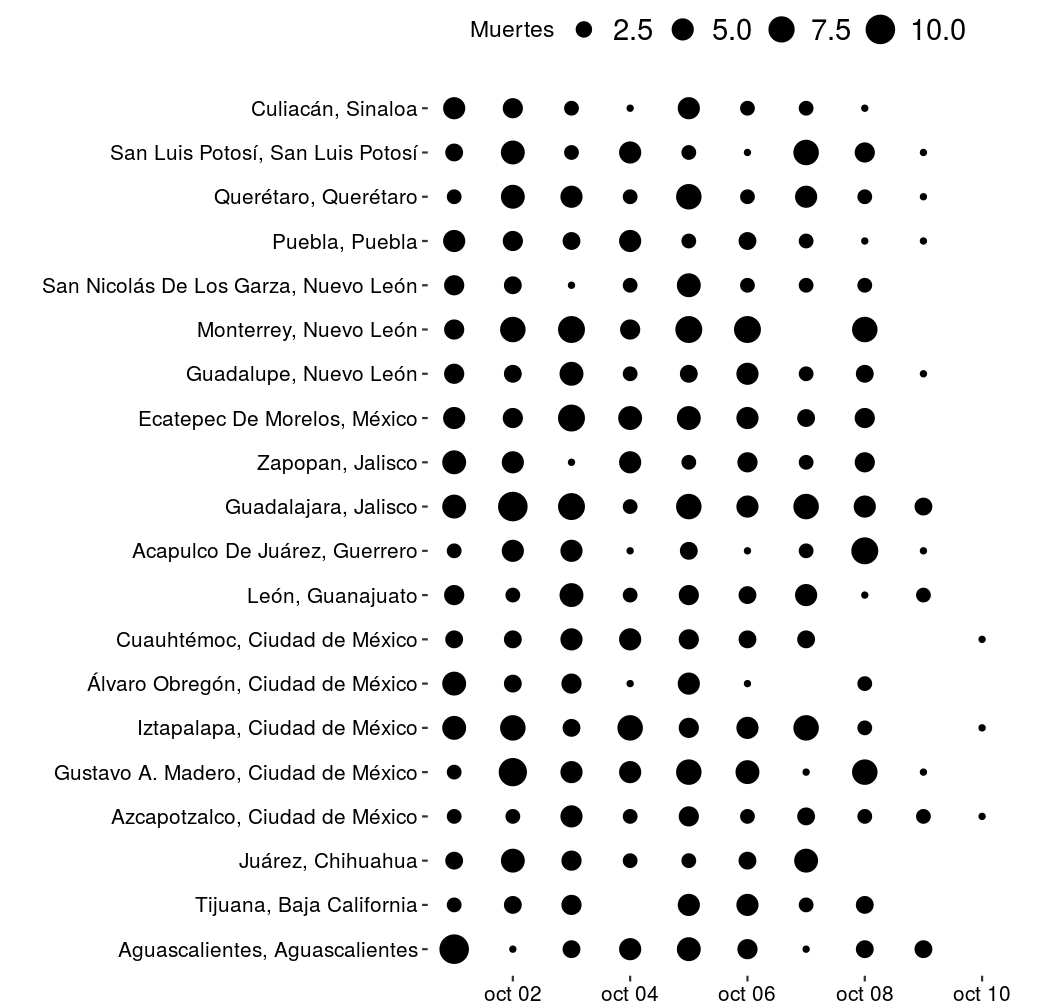 Muertes 2.5 5.0 7.5 10.0
Culiacán, Sinaloa
San Luis Potosí, San Luis Potosí
Querétaro, Querétaro
Puebla, Puebla
San Nicolás De Los Garza, Nuevo León
Monterrey, Nuevo León
Guadalupe, Nuevo León
Ecatepec De Morelos, México
Zapopan, Jalisco
Guadalajara, Jalisco
Acapulco De Juárez, Guerrero
León, Guanajuato
Cuauhtémoc, Ciudad de México
Álvaro Obregón, Ciudad de México
Iztapalapa, Ciudad de México
Gustavo A. Madero, Ciudad de México
Azcapotzalco, Ciudad de México
Juárez, Chihuahua
Tijuana, Baja California
Aguascalientes, Aguascalientes
oct 02 oct 04 oct 06 oct 08 oct 10